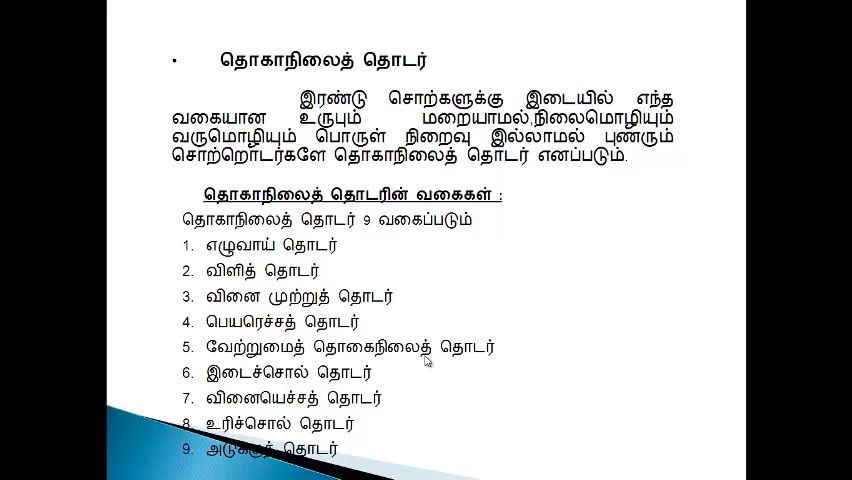 • தொகாநிலைத் தொடர்
இரண்டு சொற்களுக்கு இடையில் எந்த
வகையான உருபும் மறையாமல்,நிலைமொழியும்
வருமொழியும் பொருள் நிறைவு இல்லாமல் புணரும்
சொற்றொடர்களே தொகாநிலைத் தொடர் எனப்படும்.
தொகாநிலைத் தொடரின் வகைகள் :
தொகாநிலைத் தொடர் 9 வகைப்படும்
1. எழுவாய் தொடர்
2. விளித் தொடர்
3. வினை முற்றுத் தொடர்
4. பெயரெச்சத் தொடர்
5. வேற்றுமைத் தொகைநிலைத் தொடர்
6. இடைச்சொல் தொடர்
7. வினையெச்சத் தொடர்
8. உரிச்சொல் தொடர்
9. அடுக்குத் தொடர்